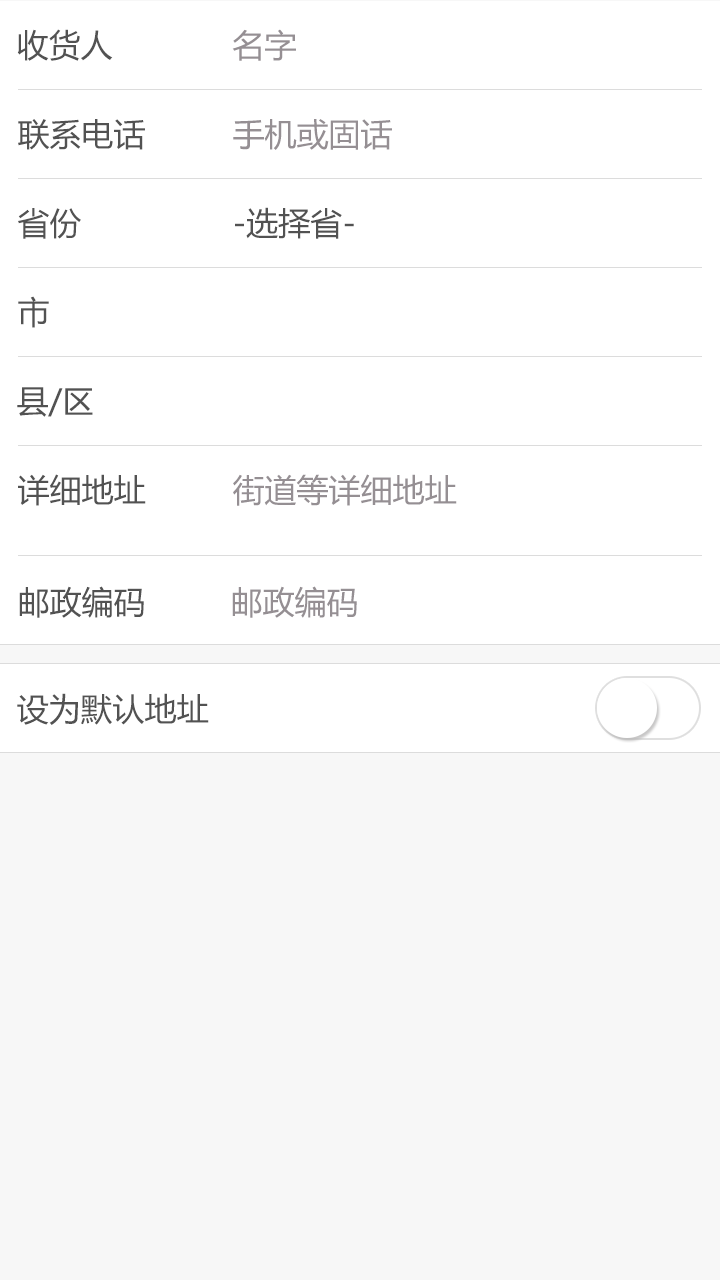 收货人 名字
联系电话 手机或固话
省份 -选择省-
市
县/区
详细地址 街道等详细地址
邮政编码 邮政编码
设为默认地址